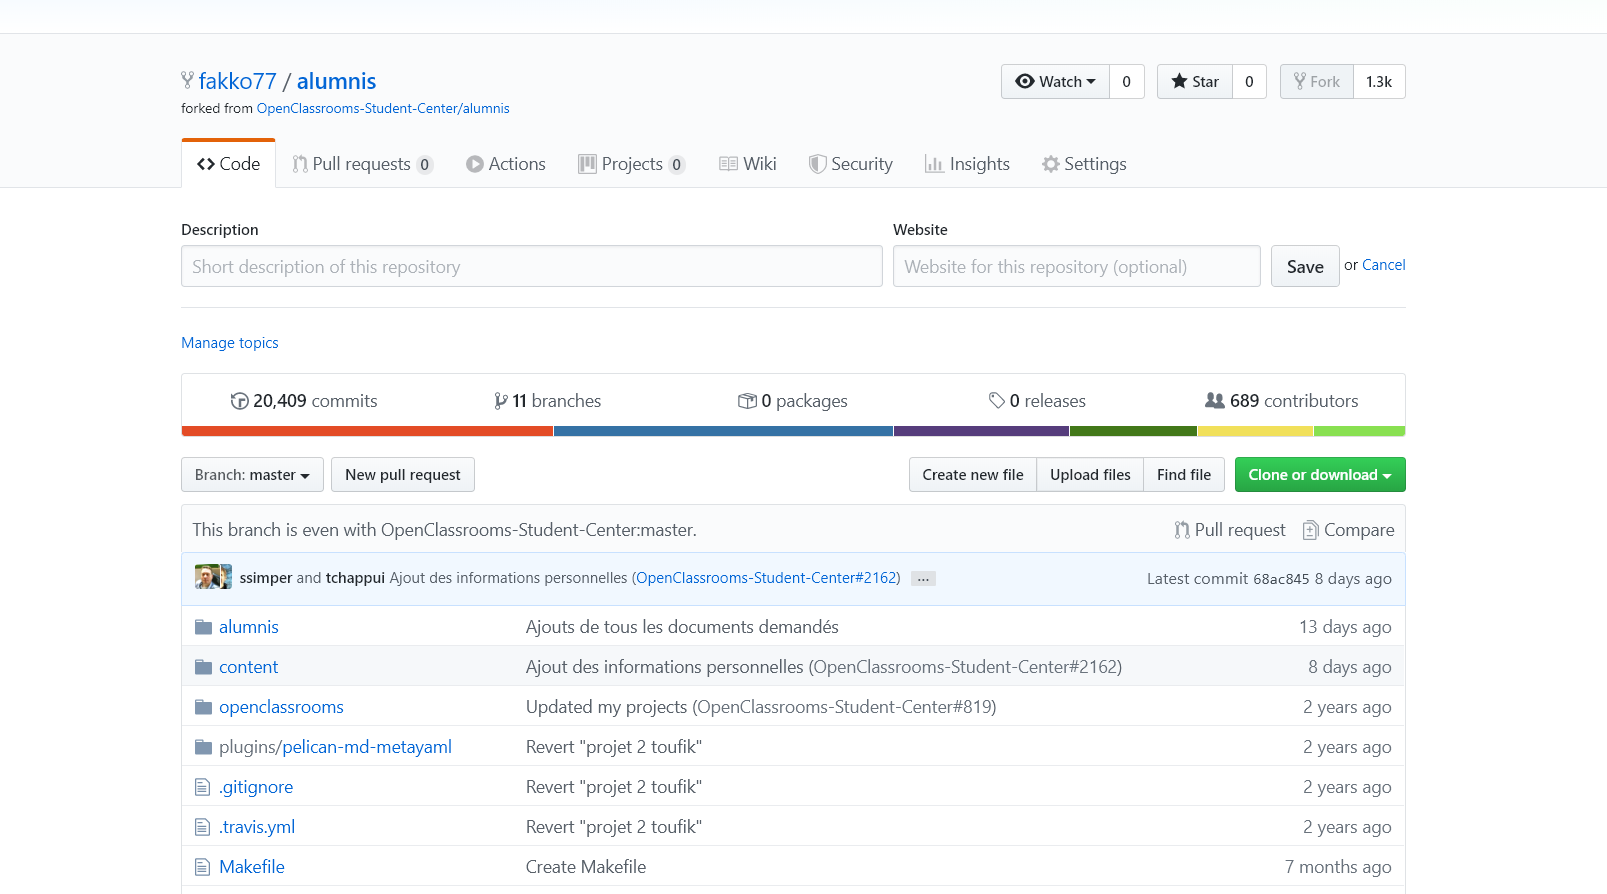 fakko77 / alumnis
Watch 0 Star 0 Fork 1.3k
forked from OpenClassrooms-Student-Center/alumnis
Code Pull requests 0 Actions Projects 0 Wiki Security Insights Settings
Description Website
Short description of this repository Website for this repository (optional) Save or Cancel
Manage topics
20,409 commits 11 branches 0 packages 0 releases 689 contributors
Branch: master New pull request Create new file Upload files Find file Clone or download
This branch is even with OpenClassrooms-Student-Center:master. Pull request Compare
ssimper and tchappui Ajout des informations personnelles (OpenClassrooms-Student-Center#2162) ... Latest commit 68ac845 8 days ago
alumnis Ajouts de tous les documents demandés 13 days ago
content Ajout des informations personnelles (OpenClassrooms-Student-Center#2162) 8 days ago
openclassrooms Updated my projects (OpenClassrooms-Student-Center#819) 2 years ago
plugins/pelican-md-metayaml Revert "projet 2 toufik" 2 years ago
.gitignore Revert "projet 2 toufik" 2 years ago
.travis.yml Revert "projet 2 toufik" 2 years ago
Makefile Create Makefile 7 months ago